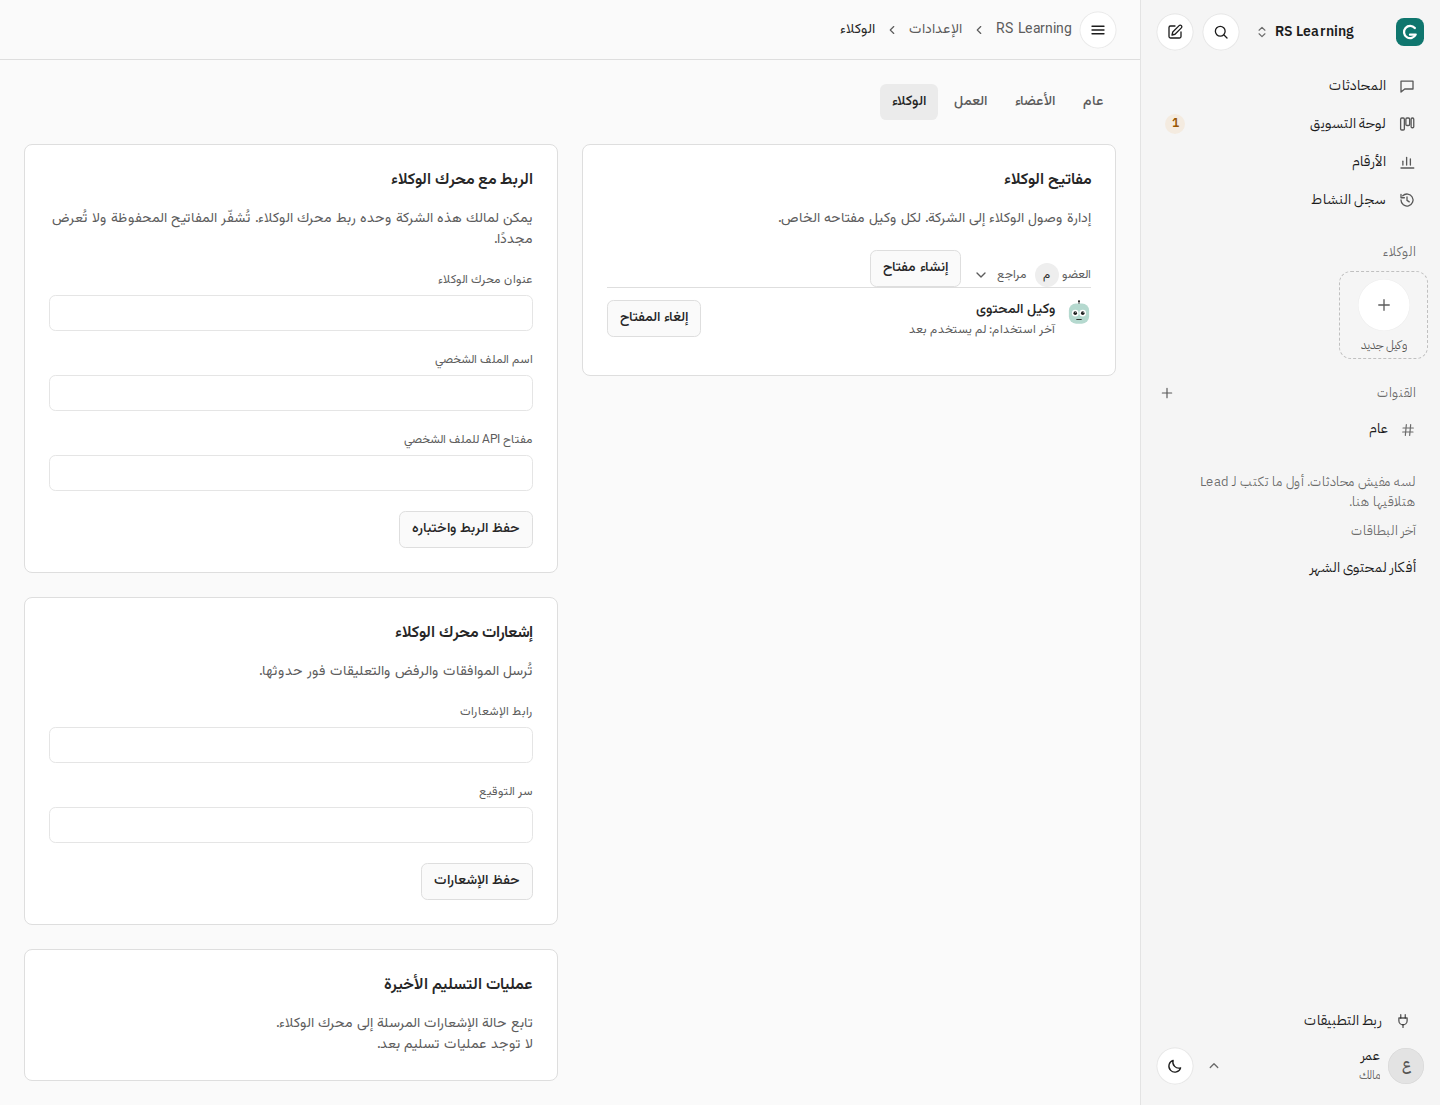 RS Learning
المحادثات
لوحة التسويق
1
الأرقام
سجل النشاط
الوكلاء
وكيل جديد
القنوات
عام
لسه مفيش محادثات. أول ما تكتب لـ Lead
هتلاقيها هنا.
آخر البطاقات
أفكار لمحتوى الشهر
ربط التطبيقات
ع
عمر
مالك
RS Learning
الإعدادات
الوكلاء
عام
الأعضاء
العمل
الوكلاء
مفاتيح الوكلاء
إدارة وصول الوكلاء إلى الشركة. لكل وكيل مفتاحه الخاص.
العضو م مراجع
إنشاء مفتاح
وكيل المحتوى
آخر استخدام: لم يستخدم بعد
إلغاء المفتاح
الربط مع محرك الوكلاء
يمكن لمالك هذه الشركة وحده ربط محرك الوكلاء. تُشفّر المفاتيح المحفوظة ولا تُعرض
مجددًا.
عنوان محرك الوكلاء
اسم الملف الشخصي
مفتاح API للملف الشخصي
حفظ الربط واختباره
إشعارات محرك الوكلاء
تُرسل الموافقات والرفض والتعليقات فور حدوثها.
رابط الإشعارات
سر التوقيع
حفظ الإشعارات
عمليات التسليم الأخيرة
تابع حالة الإشعارات المرسلة إلى محرك الوكلاء.
لا توجد عمليات تسليم بعد.